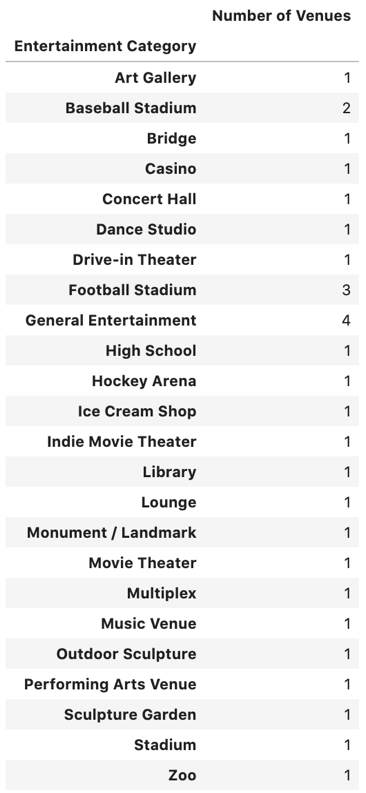 Number of Venues
Entertainment Category
Art Gallery 1
Baseball Stadium 2
Bridge 1
Casino 1
Concert Hall 1
Dance Studio 1
Drive-in Theater 1
Football Stadium 3
General Entertainment 4
High School 1
Hockey Arena 1
Ice Cream Shop 1
Indie Movie Theater 1
Library 1
Lounge 1
Monument / Landmark 1
Movie Theater 1
Multiplex 1
Music Venue 1
Outdoor Sculpture 1
Performing Arts Venue 1
Sculpture Garden 1
Stadium 1
Zoo 1